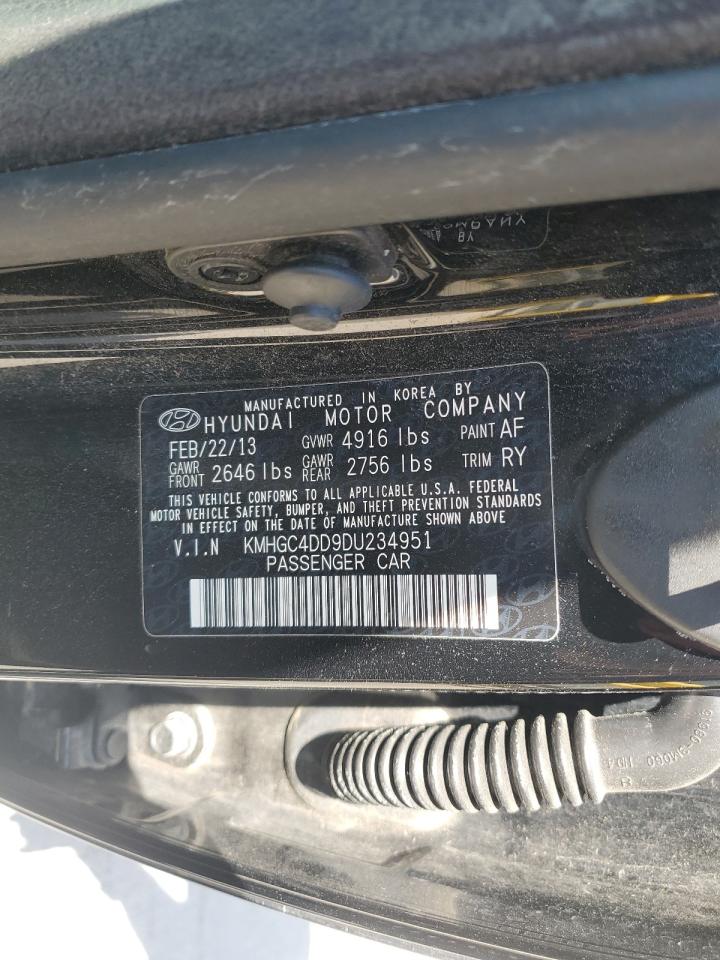 MANUFACTURED IN KOREA BY
HYUNDAI MOTOR COMPANY
FEB/22/13 GVWR 4916 lbs PAINT AF
GAWR FRONT 2646 lbs GAWR REAR 2756 lbs TRIM RY
THIS VEHICLE CONFORMS TO ALL APPLICABLE U.S.A. FEDERAL
MOTOR VEHICLE SAFETY, BUMPER, AND THEFT PREVENTION STANDARDS
IN EFFECT ON THE DATE OF MANUFACTURE SHOWN ABOVE
V.I.N KMHGC4DD9DU234951
PASSENGER CAR